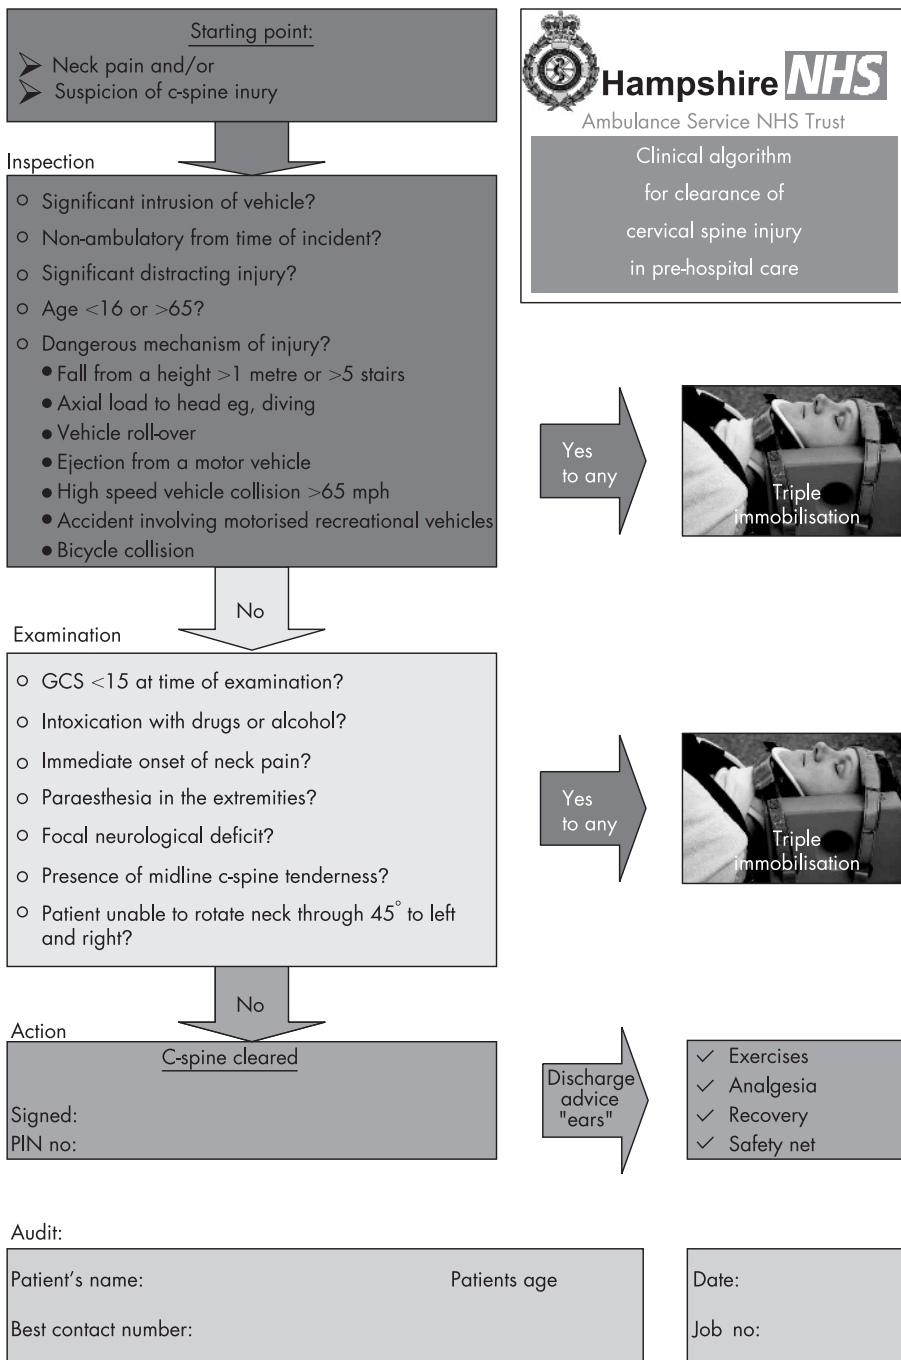 Starting point:
Neck pain and/or
Suspicion of c-spine inury
Hampshire NHS
Ambulance Service NHS Trust
Clinical algorithm
for clearance of
cervical spine injury
in pre-hospital care
Inspection
Significant intrusion of vehicle?
Non-ambulatory from time of incident?
Significant distracting injury?
Age <16 or >65?
Dangerous mechanism of injury?
Fall from a height >1 metre or >5 stairs
Axial load to head eg, diving
Vehicle roll-over
Ejection from a motor vehicle
High speed vehicle collision >65 mph
Accident involving motorised recreational vehicles
Bicycle collision
Yes
to any
Triple
immobilisation
No
Examination
GCS <15 at time of examination?
Intoxication with drugs or alcohol?
Immediate onset of neck pain?
Paraesthesia in the extremities?
Focal neurological deficit?
Presence of midline c-spine tenderness?
Patient unable to rotate neck through 45° to left
and right?
Yes
to any
Triple
immobilisation
No
Action
C-spine cleared
Signed:
PIN no:
Discharge
advice
"ears"
✓ Exercises
✓ Analgesia
✓ Recovery
✓ Safety net
Audit:
Patient's name: Patients age
Best contact number:
Date:
Job no: